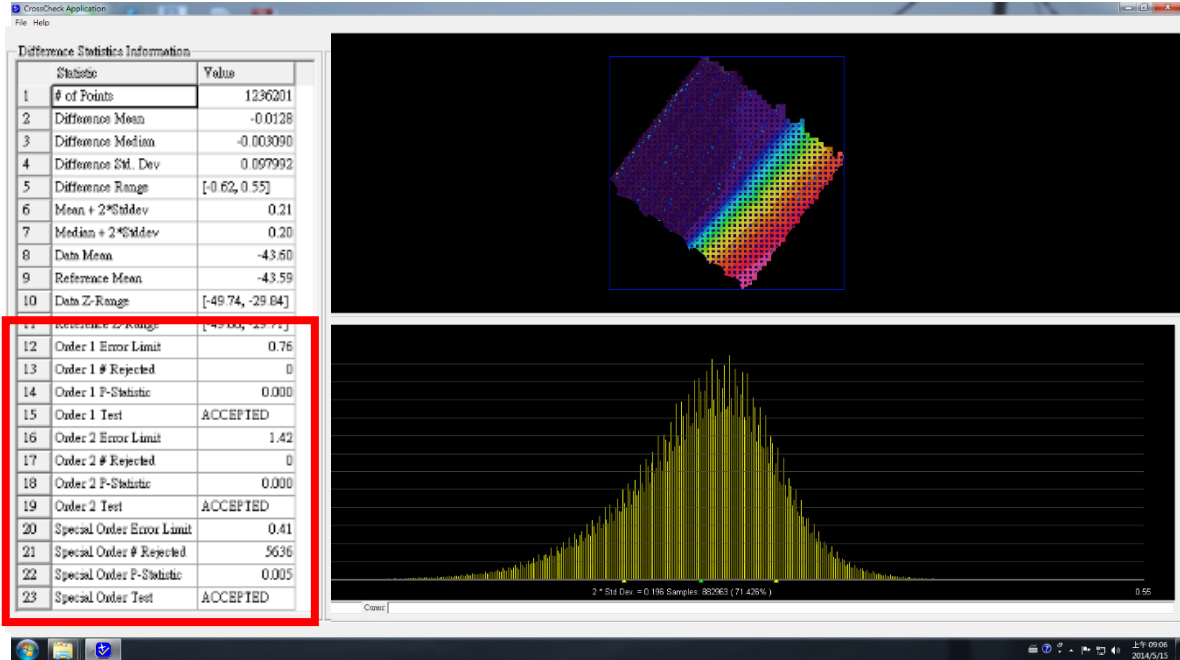 CrossCheck Application
File Help
Difference Statistics Information
Statistic Value
1 # of Points 1236201
2 Difference Mean -0.0128
3 Difference Median -0.003090
4 Difference Std. Dev 0.097992
5 Difference Range [-0.62, 0.55]
6 Mean + 2*Stddev 0.21
7 Median + 2*Stddev 0.20
8 Data Mean -43.60
9 Reference Mean -43.59
10 Data Z-Range [-49.74, -29.84]
11 Reference Z-Range
12 Order 1 Error Limit 0.76
13 Order 1 # Rejected 0
14 Order 1 P-Statistic 0.000
15 Order 1 Test ACCEPTED
16 Order 2 Error Limit 1.42
17 Order 2 # Rejected 0
18 Order 2 P-Statistic 0.000
19 Order 2 Test ACCEPTED
20 Special Order Error Limit 0.41
21 Special Order # Rejected 5636
22 Special Order P-Statistic 0.005
23 Special Order Test ACCEPTED
2 * Std Dev. = 0.196 Samples: 882963 ( 71.426% )
0.55
Cursor:
上午 09:06
2014/5/15